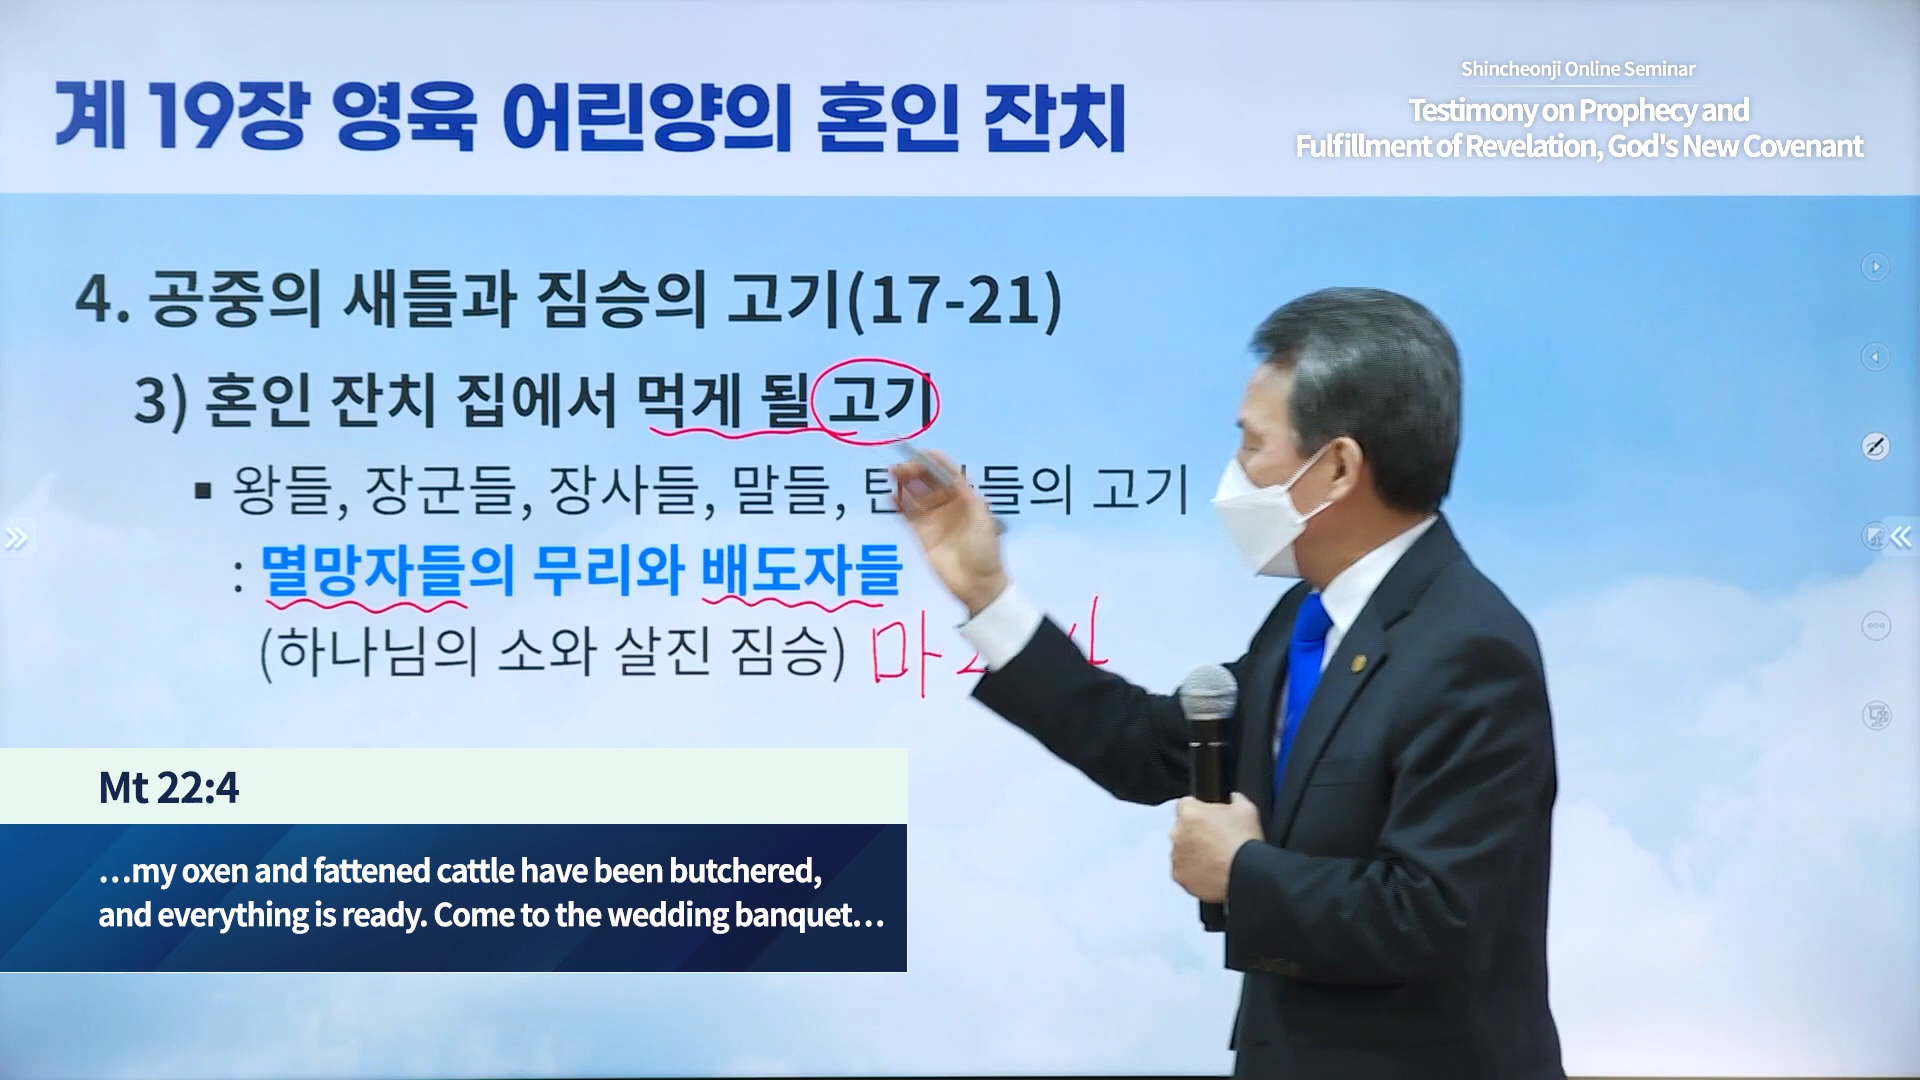 계 19장 영육 어린양의 혼인 잔치
Shincheonji Online Seminar
Testimony on Prophecy and
Fulfillment of Revelation, God's New Covenant
4. 공중의 새들과 짐승의 고기(17-21)
3) 혼인 잔치 집에서 먹게 될 고기
▪ 왕들, 장군들, 장사들, 말들, 들의 고기
: 멸망자들의 무리와 배도자들
(하나님의 소와 살진 짐승) 마
Mt 22:4
…my oxen and fattened cattle have been butchered,
and everything is ready. Come to the wedding banquet…